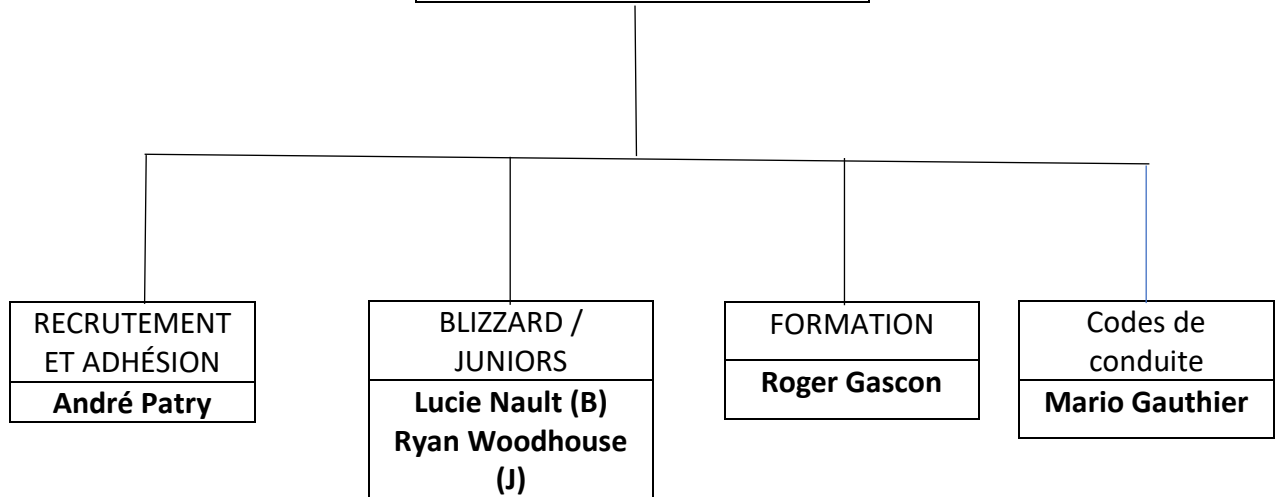 RECRUTEMENT
ET ADHÉSION
André Patry
BLIZZARD /
JUNIORS
Lucie Nault (B)
Ryan Woodhouse
(J)
FORMATION
Roger Gascon
Codes de
conduite
Mario Gauthier